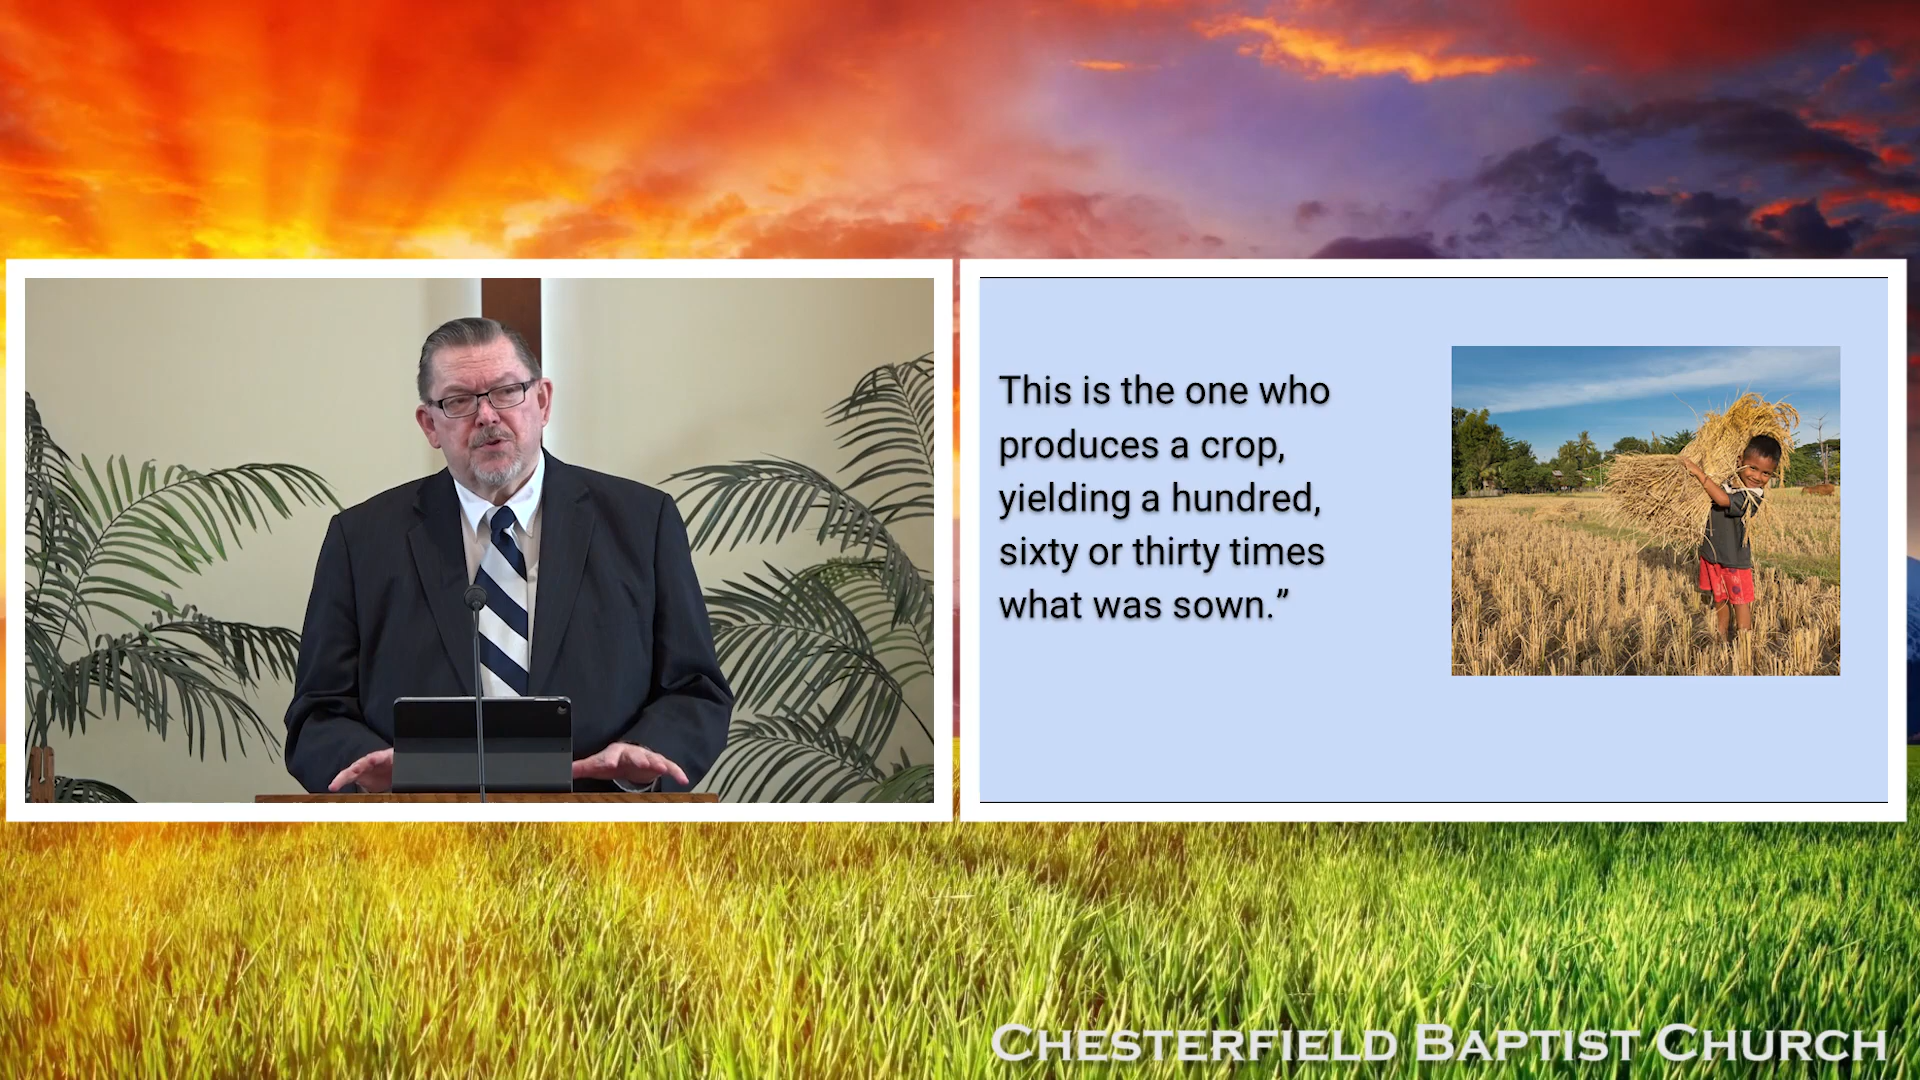 This is the one who
produces a crop,
yielding a hundred,
sixty or thirty times
what was sown.”
Chesterfield Baptist Church